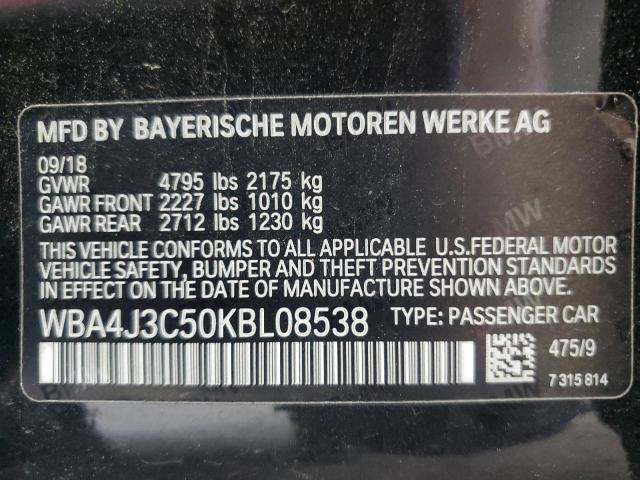 MFD BY BAYERISCHE MOTOREN WERKE AG
09/18
GVWR 4795 lbs 2175 kg
GAWR FRONT 2227 lbs 1010 kg
GAWR REAR 2712 lbs 1230 kg
THIS VEHICLE CONFORMS TO ALL APPLICABLE U.S.FEDERAL MOTOR
VEHICLE SAFETY, BUMPER AND THEFT PREVENTION STANDARDS
IN EFFECT ON THE DATE OF MANUFACTURE
SHOWN ABOVE.
WBA4J3C50KBL08538 TYPE: PASSENGER CAR
475/9
7 315 814